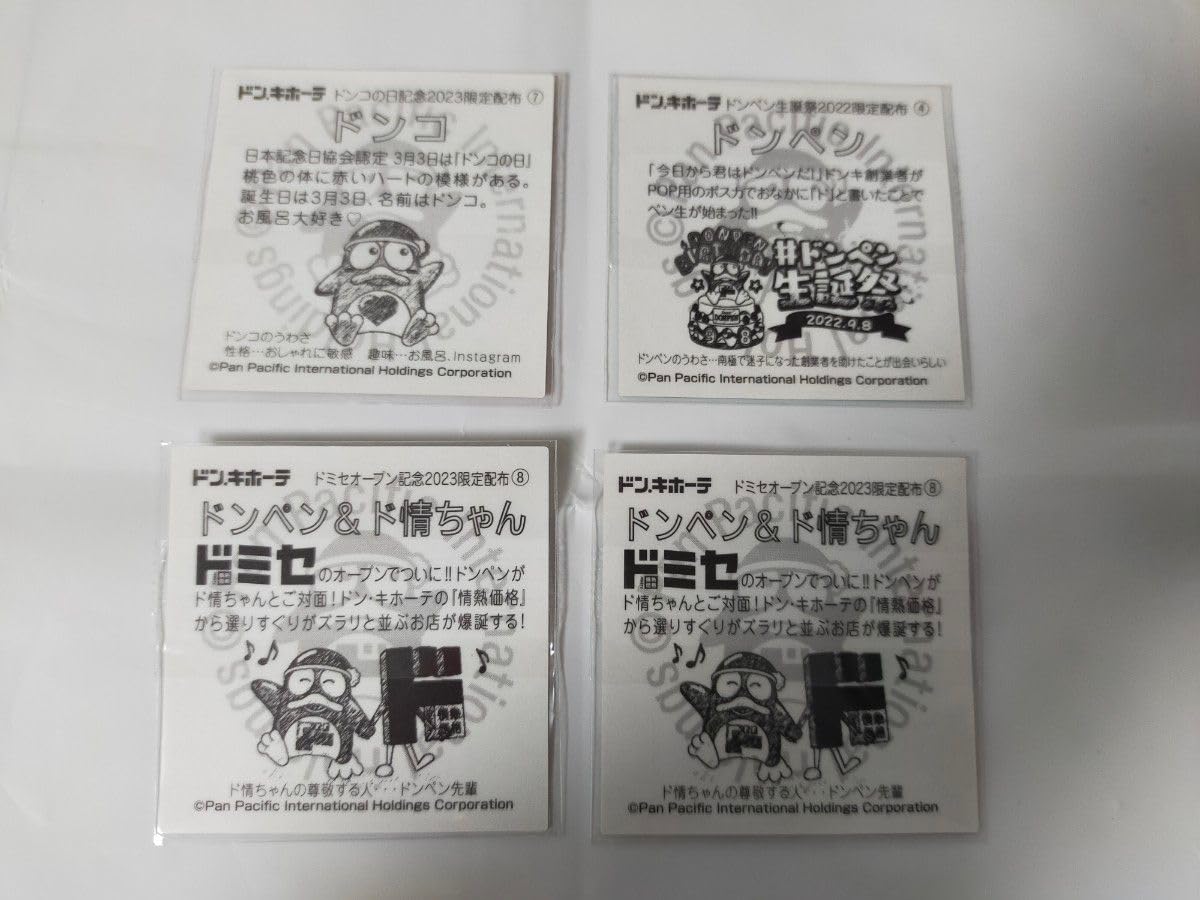 ドン.キホーテ ドンコの日記念2023限定配布 ⑦
ドンコ
日本記念日協会認定 3月3日は「ドンコの日」
桃色の体に赤いハートの模様がある。
誕生日は3月3日、名前はドンコ。
お風呂大好き♡
ドンコのうわさ
性格…おしゃれに敏感 趣味…お風呂、Instagram
©Pan Pacific International Holdings Corporation
ドン.キホーテ ドンペン生誕祭2022限定配布 ④
ドンペン
「今日から君はドンペンだ!」ドンキ創業者が
POP用のポスカでおなかに「ド」と書いたことで
ペン生が始まった!!
#ドンペン
生誕祭
2022.9.8
ドンペンのうわさ…南極で迷子になった創業者を助けたことが出会いらしい
©Pan Pacific International Holdings Corporation
ドン.キホーテ ドミセオープン記念2023限定配布⑧
ドンペン&ド情ちゃん
ドミセのオープンでついに!!ドンペンが
ド情ちゃんとご対面!ドン・キホーテの『情熱価格』
から選りすぐりがズラリと並ぶお店が爆誕する!
ド
ド情ちゃんの尊敬する人・・・ドンペン先輩
©Pan Pacific International Holdings Corporation
ドン.キホーテ ドミセオープン記念2023限定配布⑧
ドンペン&ド情ちゃん
ドミセのオープンでついに!!ドンペンが
ド情ちゃんとご対面!ドン・キホーテの『情熱価格』
から選りすぐりがズラリと並ぶお店が爆誕する!
ド
ド情ちゃんの尊敬する人・・・ドンペン先輩
©Pan Pacific International Holdings Corporation